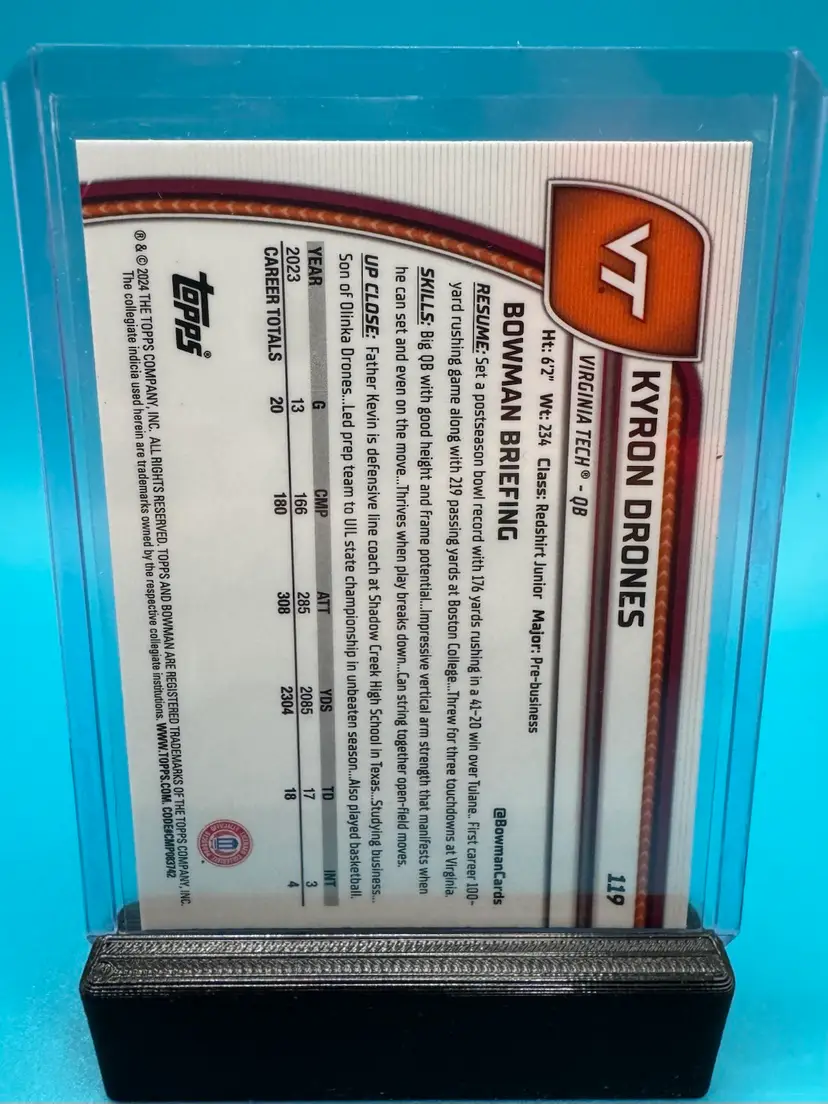 VT
KYRON DRONES
119
VIRGINIA TECH® - QB
Ht: 6'2" Wt: 234 Class: Redshirt Junior Major: Pre-business
@BowmanCards
BOWMAN BRIEFING
RESUME: Set a postseason bowl record with 176 yards rushing in a 41-20 win over Tulane.. First career 100-
yard rushing game along with 219 passing yards at Boston College...Threw for three touchdowns at Virginia.
SKILLS: Big QB with good height and frame potential...Impressive vertical arm strength that manifests when
he can set and even on the move...Thrives when play breaks down...Can string together open-field moves.
UP CLOSE: Father Kevin is defensive line coach at Shadow Creek High School in Texas...Studying business...
Son of Olinka Drones...Led prep team to UIL state championship in unbeaten season...Also played basketball.
YEAR G CMP ATT YDS TD INT
2023 13 166 285 2085 17 3
CAREER TOTALS 20 180 308 2304 18 4
topps®
® & © 2024 THE TOPPS COMPANY, INC. ALL RIGHTS RESERVED. TOPPS AND BOWMAN ARE REGISTERED TRADEMARKS OF THE TOPPS COMPANY, INC.
The collegiate indicia used herein are trademarks owned by the respective collegiate institutions. WWW.TOPPS.COM. CODE#CMP083742